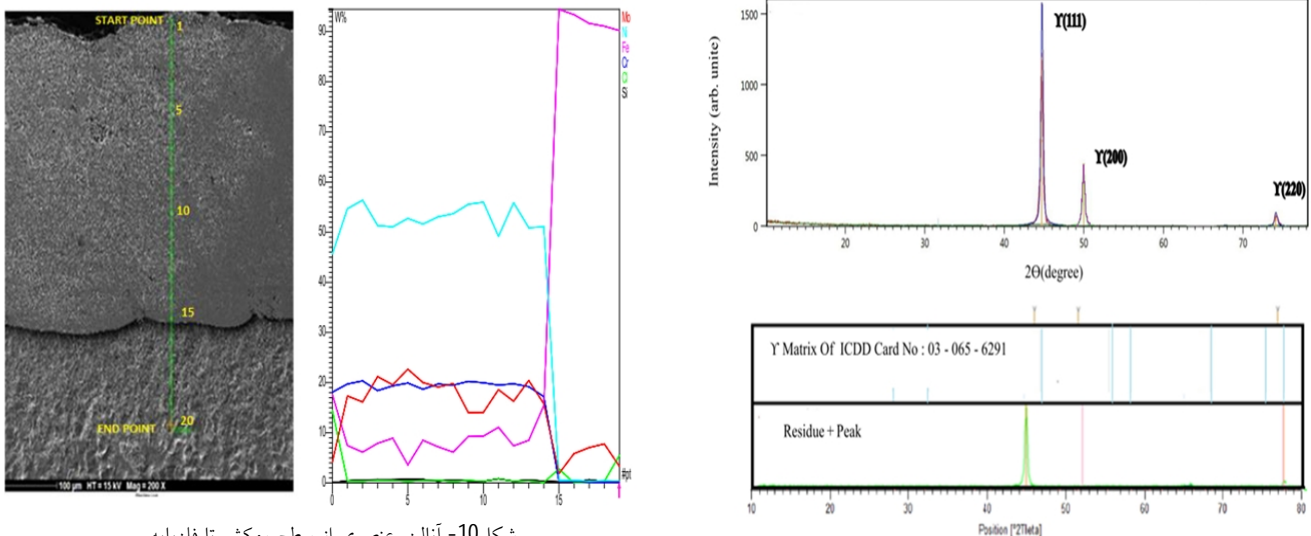 START POINT
1
5
10
15
20
END POINT
100 µm HT = 15 kV Mag = 200 X
W%
90
80
70
60
50
40
30
20
10
0
5
10
15
Mo
Ni
Fe
Cr
Si
#pt
Intensity (arb. unite)
1500
1000
500
0
ϒ(111)
ϒ(200)
ϒ(220)
20
30
40
50
60
70
2Θ(degree)
ϒ Matrix Of ICDD Card No : 03 - 065 - 6291
Residue + Peak
10
20
30
40
50
60
70
80
Position [°2Theta]
10-